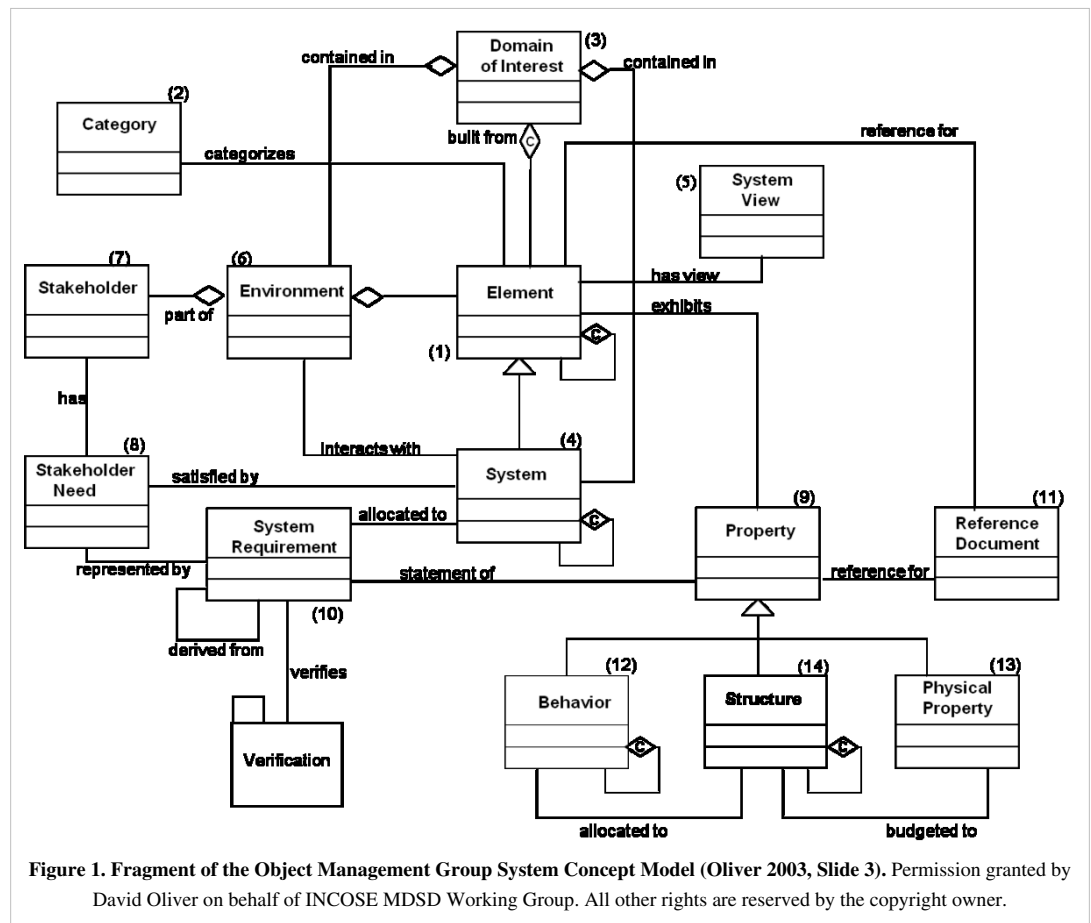 (3)
Domain
of Interest
contained in
contained in
(2)
Category
built from
C
reference for
categorizes
(5)
System
View
(7)
Stakeholder
(6)
Environment
Element
has view
part of
exhibits
C
(1)
has
interacts with
(4)
System
(8)
Stakeholder
Need
satisfied by
C
allocated to
System
Requirement
(9)
Property
(11)
Reference
Document
represented by
statement of
reference for
(10)
derived from
verifies
(12)
Behavior
(14)
Structure
(13)
Physical
Property
C
C
Verification
allocated to
budgeted to
Figure 1. Fragment of the Object Management Group System Concept Model (Oliver 2003, Slide 3). Permission granted by
David Oliver on behalf of INCOSE MDSD Working Group. All other rights are reserved by the copyright owner.